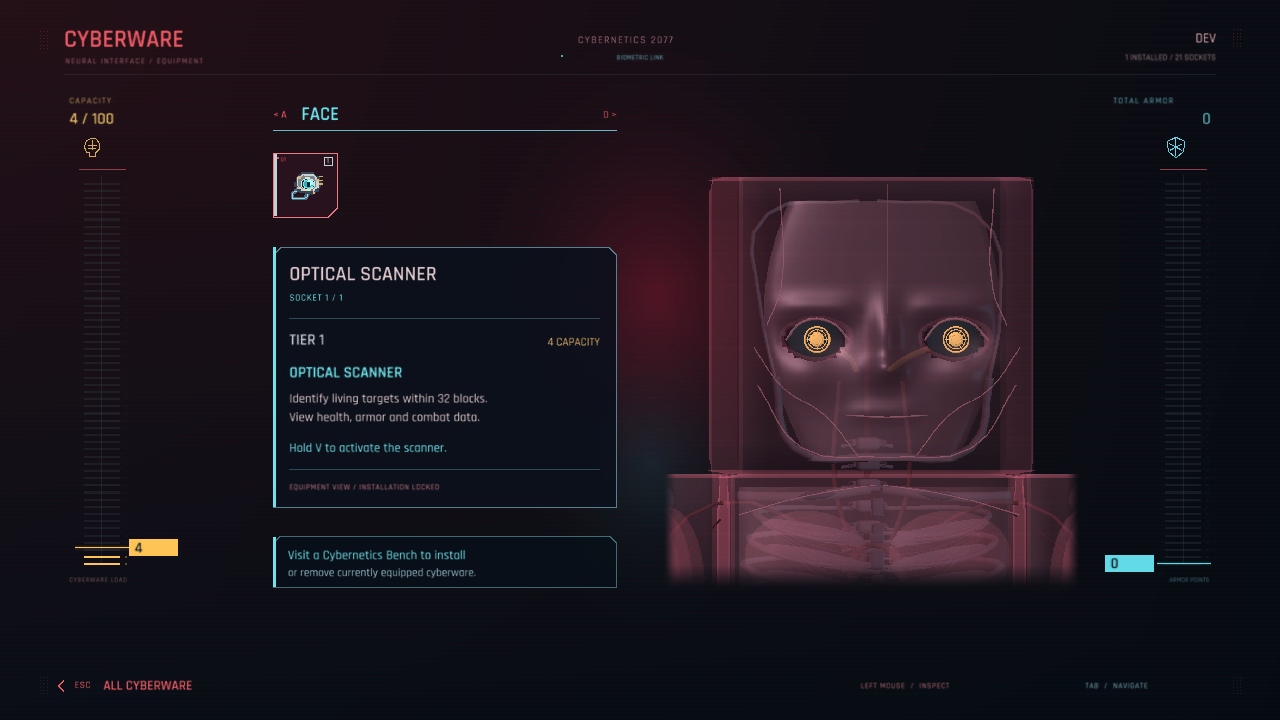 CYBERWARE
NEURAL INTERFACE / EQUIPMENT
CYBERNETICS 2077
BIOMETRIC LINK
DEV
1 INSTALLED / 21 SOCKETS
CAPACITY
4 / 100
< A FACE D >
TOTAL ARMOR
0
OPTICAL SCANNER
SOCKET 1 / 1
TIER 1 4 CAPACITY
OPTICAL SCANNER
Identify living targets within 32 blocks.
View health, armor and combat data.
Hold V to activate the scanner.
EQUIPMENT VIEW / INSTALLATION LOCKED
4
CYBERWARE LOAD
Visit a Cybernetics Bench to install
or remove currently equipped cyberware.
0
ARMOR POINTS
ESC ALL CYBERWARE
LEFT MOUSE / INSPECT
TAB / NAVIGATE